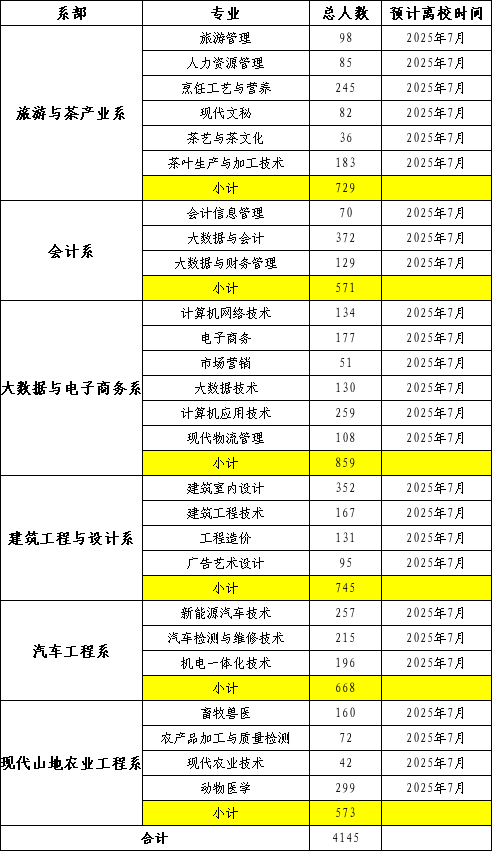 系部 专业 总人数 预计离校时间
旅游与茶产业系 旅游管理 98 2025年7月
人力资源管理 85 2025年7月
烹饪工艺与营养 245 2025年7月
现代文秘 82 2025年7月
茶艺与茶文化 36 2025年7月
茶叶生产与加工技术 183 2025年7月
小计 729
会计系 会计信息管理 70 2025年7月
大数据与会计 372 2025年7月
大数据与财务管理 129 2025年7月
小计 571
大数据与电子商务系 计算机网络技术 134 2025年7月
电子商务 177 2025年7月
市场营销 51 2025年7月
大数据技术 130 2025年7月
计算机应用技术 259 2025年7月
现代物流管理 108 2025年7月
小计 859
建筑工程与设计系 建筑室内设计 352 2025年7月
建筑工程技术 167 2025年7月
工程造价 131 2025年7月
广告艺术设计 95 2025年7月
小计 745
汽车工程系 新能源汽车技术 257 2025年7月
汽车检测与维修技术 215 2025年7月
机电一体化技术 196 2025年7月
小计 668
现代山地农业工程系 畜牧兽医 160 2025年7月
农产品加工与质量检测 72 2025年7月
现代农业技术 42 2025年7月
动物医学 299 2025年7月
小计 573
合计 4145